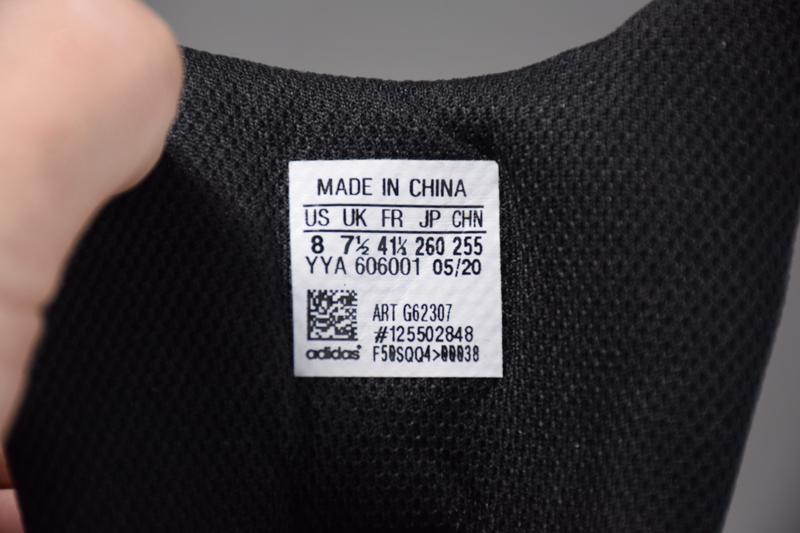 MADE IN CHINA
US UK FR JP CHN
8 7½ 41⅓ 260 255
YYA 606001 05/20
ART G62307
#125502848
adidas F50SQQ4>00038